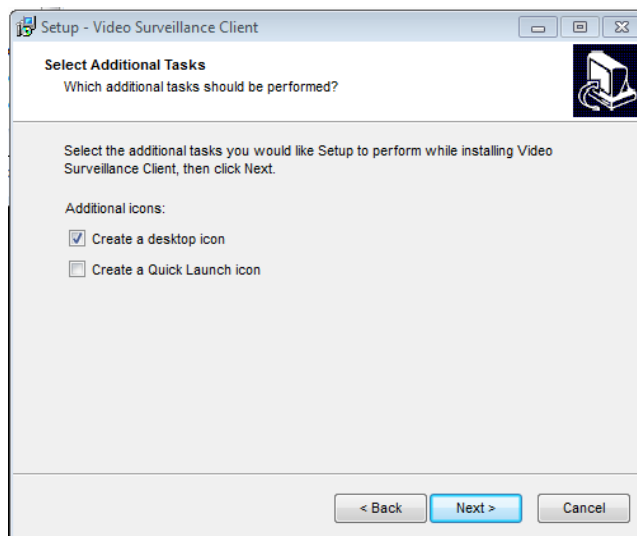 Setup - Video Surveillance Client
Select Additional Tasks
Which additional tasks should be performed?
Select the additional tasks you would like Setup to perform while installing Video
Surveillance Client, then click Next.
Additional icons:
Create a desktop icon
Create a Quick Launch icon
< Back
Next >
Cancel